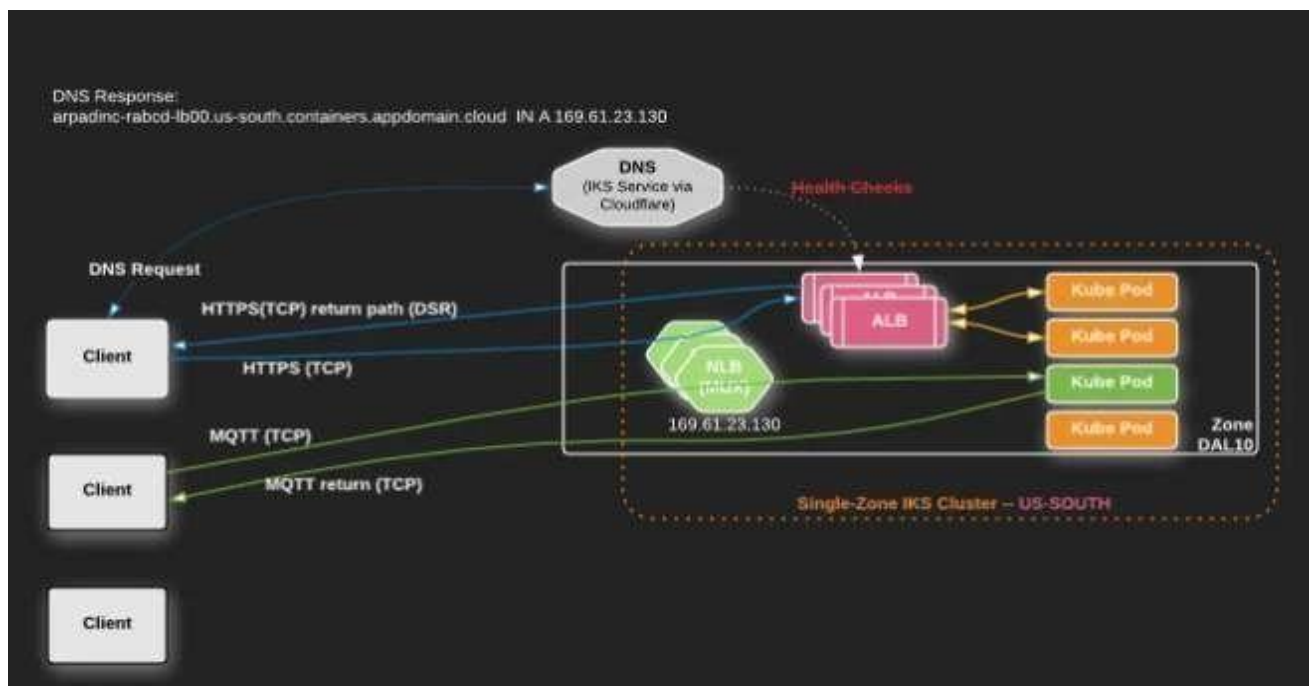 DNS Response:
arpadinc-rabcd-lb00.us-south.containers.appdomain.cloud IN A 169.61.23.130
DNS
(IKS Service via
Cloudflare)
Health Checks
DNS Request
HTTPS(TCP) return path (DSR)
Client
HTTPS (TCP)
ALB
ALB
Kube Pod
Kube Pod
Kube Pod
Kube Pod
NLB
(MUX)
169.61.23.130
Zone
DAL10
MQTT (TCP)
Client
MQTT return (TCP)
Single-Zone IKS Cluster – US-SOUTH
Client